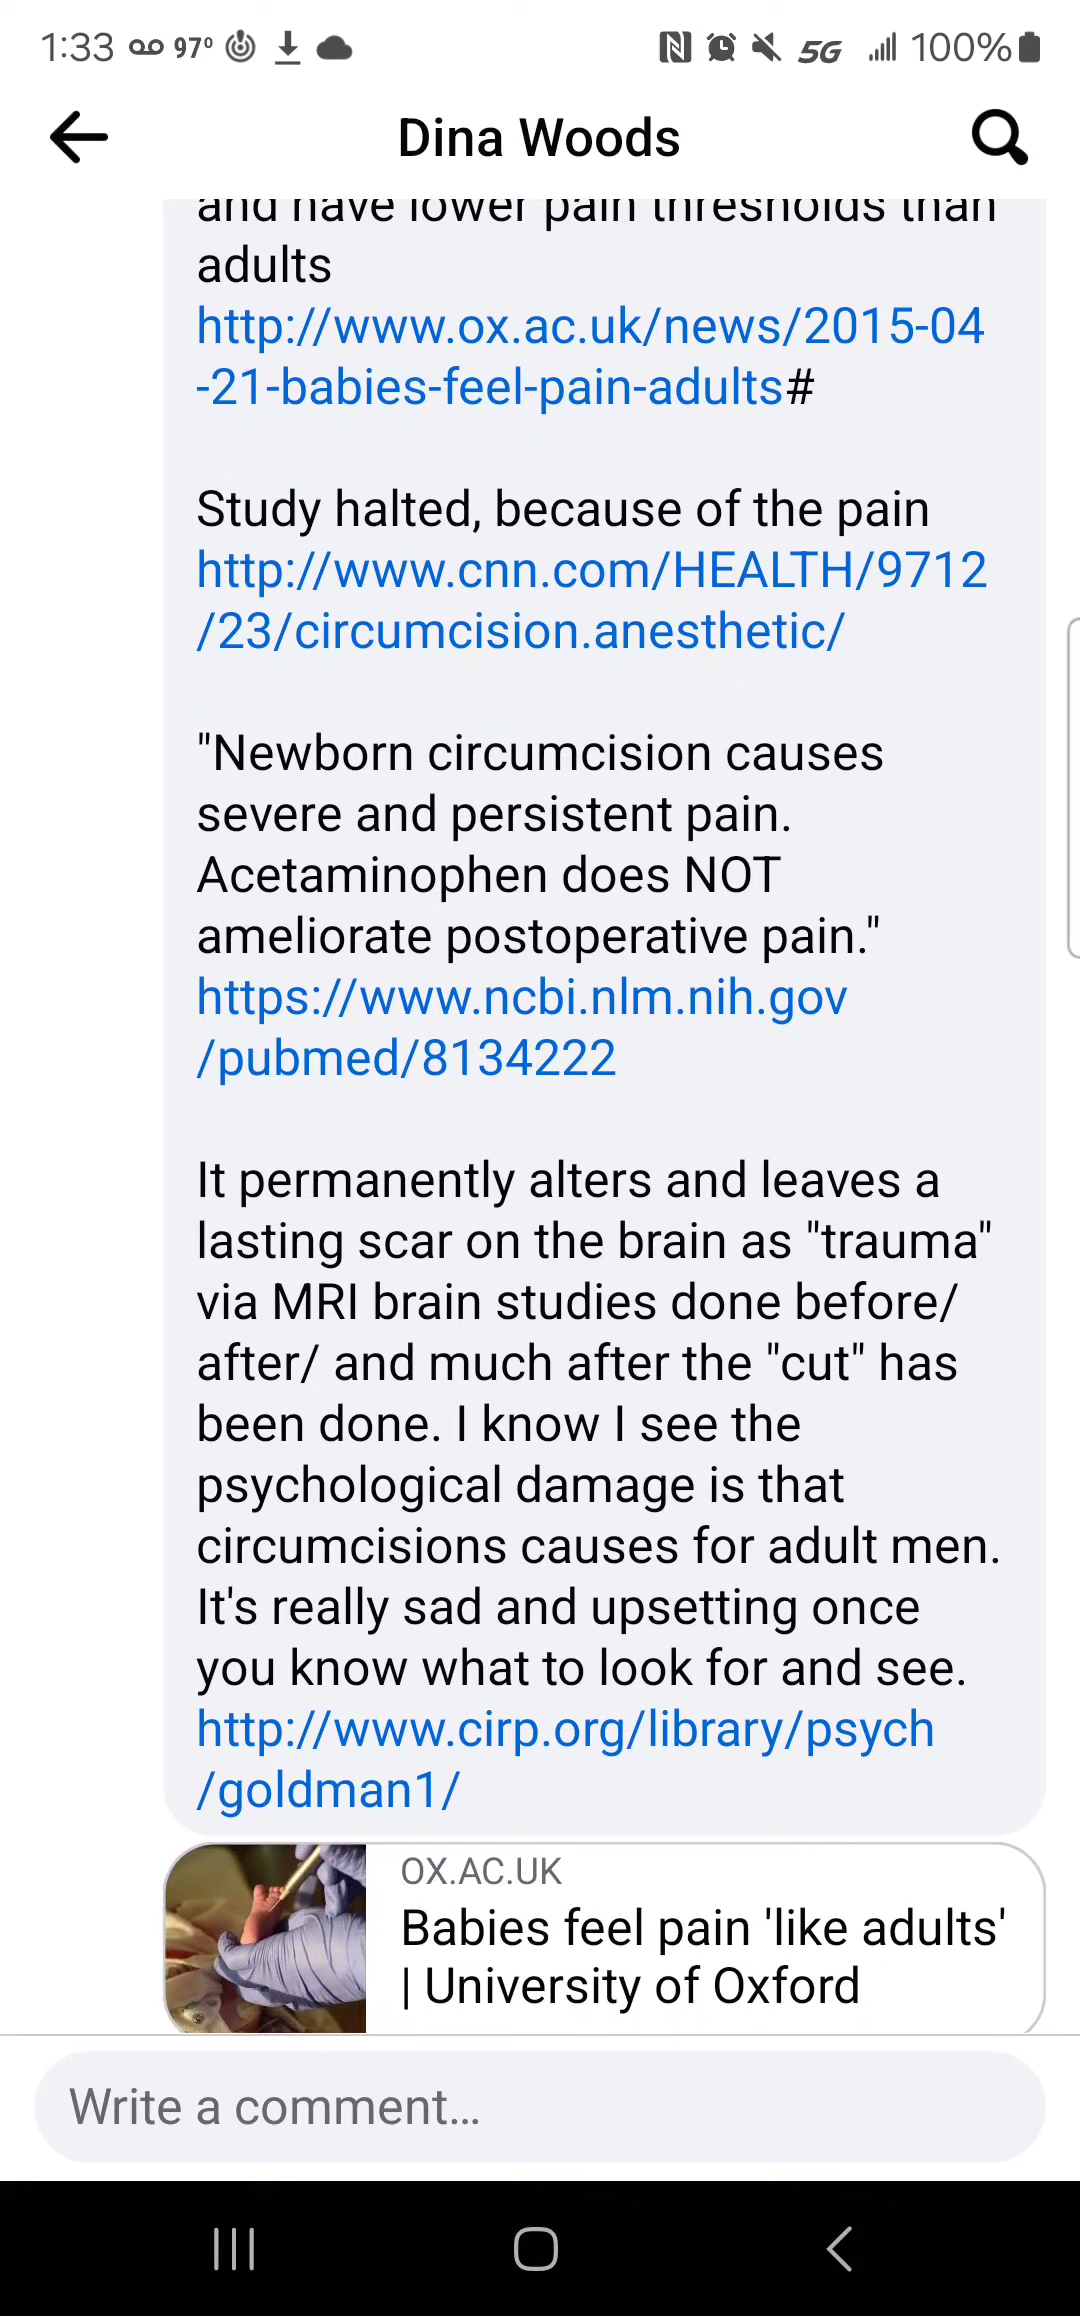 1:33 97° 5G 100%
Dina Woods
and have lower pain thresholds than
adults
http://www.ox.ac.uk/news/2015-04
-21-babies-feel-pain-adults#
Study halted, because of the pain
http://www.cnn.com/HEALTH/9712
/23/circumcision.anesthetic/
"Newborn circumcision causes
severe and persistent pain.
Acetaminophen does NOT
ameliorate postoperative pain."
https://www.ncbi.nlm.nih.gov
/pubmed/8134222
It permanently alters and leaves a
lasting scar on the brain as "trauma"
via MRI brain studies done before/
after/ and much after the "cut" has
been done. I know I see the
psychological damage is that
circumcisions causes for adult men.
It's really sad and upsetting once
you know what to look for and see.
http://www.cirp.org/library/psych
/goldman1/
OX.AC.UK
Babies feel pain 'like adults'
| University of Oxford
Write a comment...